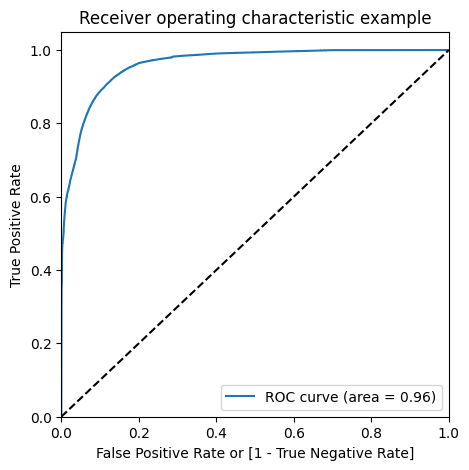 Receiver operating characteristic example
1.0
0.8
0.6
0.4
0.2
0.0
True Positive Rate
ROC curve (area = 0.96)
0.0 0.2 0.4 0.6 0.8 1.0
False Positive Rate or [1 - True Negative Rate]